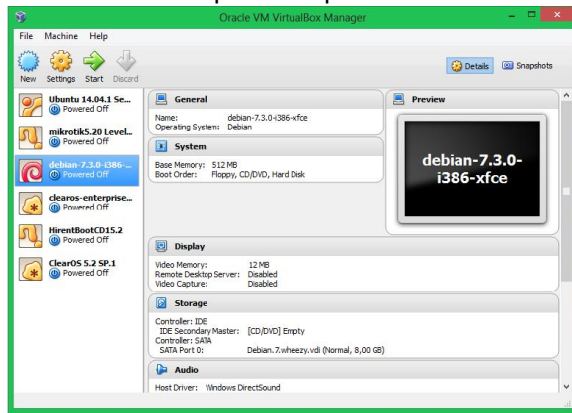 Oracle VM VirtualBox Manager
File Machine Help
New Settings Start Discard
Details Snapshots
Ubuntu 14.04.1 Se...
Powered Off
mikrotik5.20 Level...
Powered Off
debian-7.3.0-i386-...
Powered Off
clearos-enterprise...
Powered Off
HirentBootCD15.2
Powered Off
ClearOS 5.2 SP.1
Powered Off
General
Name: debian-7.3.0-i386-xfce
Operating System: Debian
System
Base Memory: 512 MB
Boot Order: Floppy, CD/DVD, Hard Disk
Preview
debian-7.3.0-
i386-xfce
Display
Video Memory: 12 MB
Remote Desktop Server: Disabled
Video Capture: Disabled
Storage
Controller: IDE
IDE Secondary Master: [CD/DVD] Empty
Controller: SATA
SATA Port 0: Debian.7.wheezy.vdi (Normal, 8,00 GB)
Audio
Host Driver: Windows DirectSound